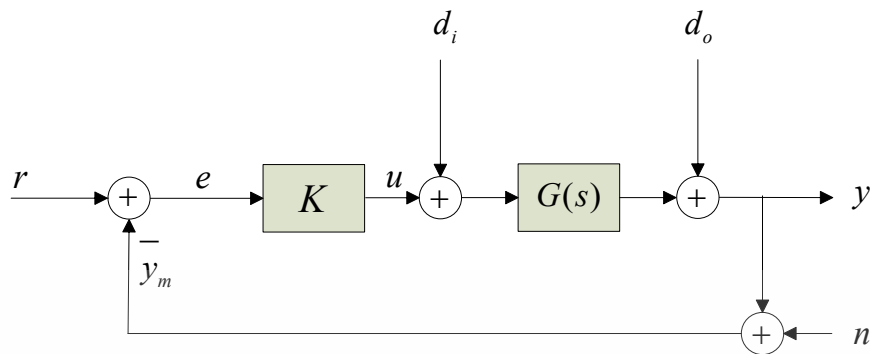 d_i
d_o
r
+
e
K
u
+
G(s)
+
y
−
y_m
+
n